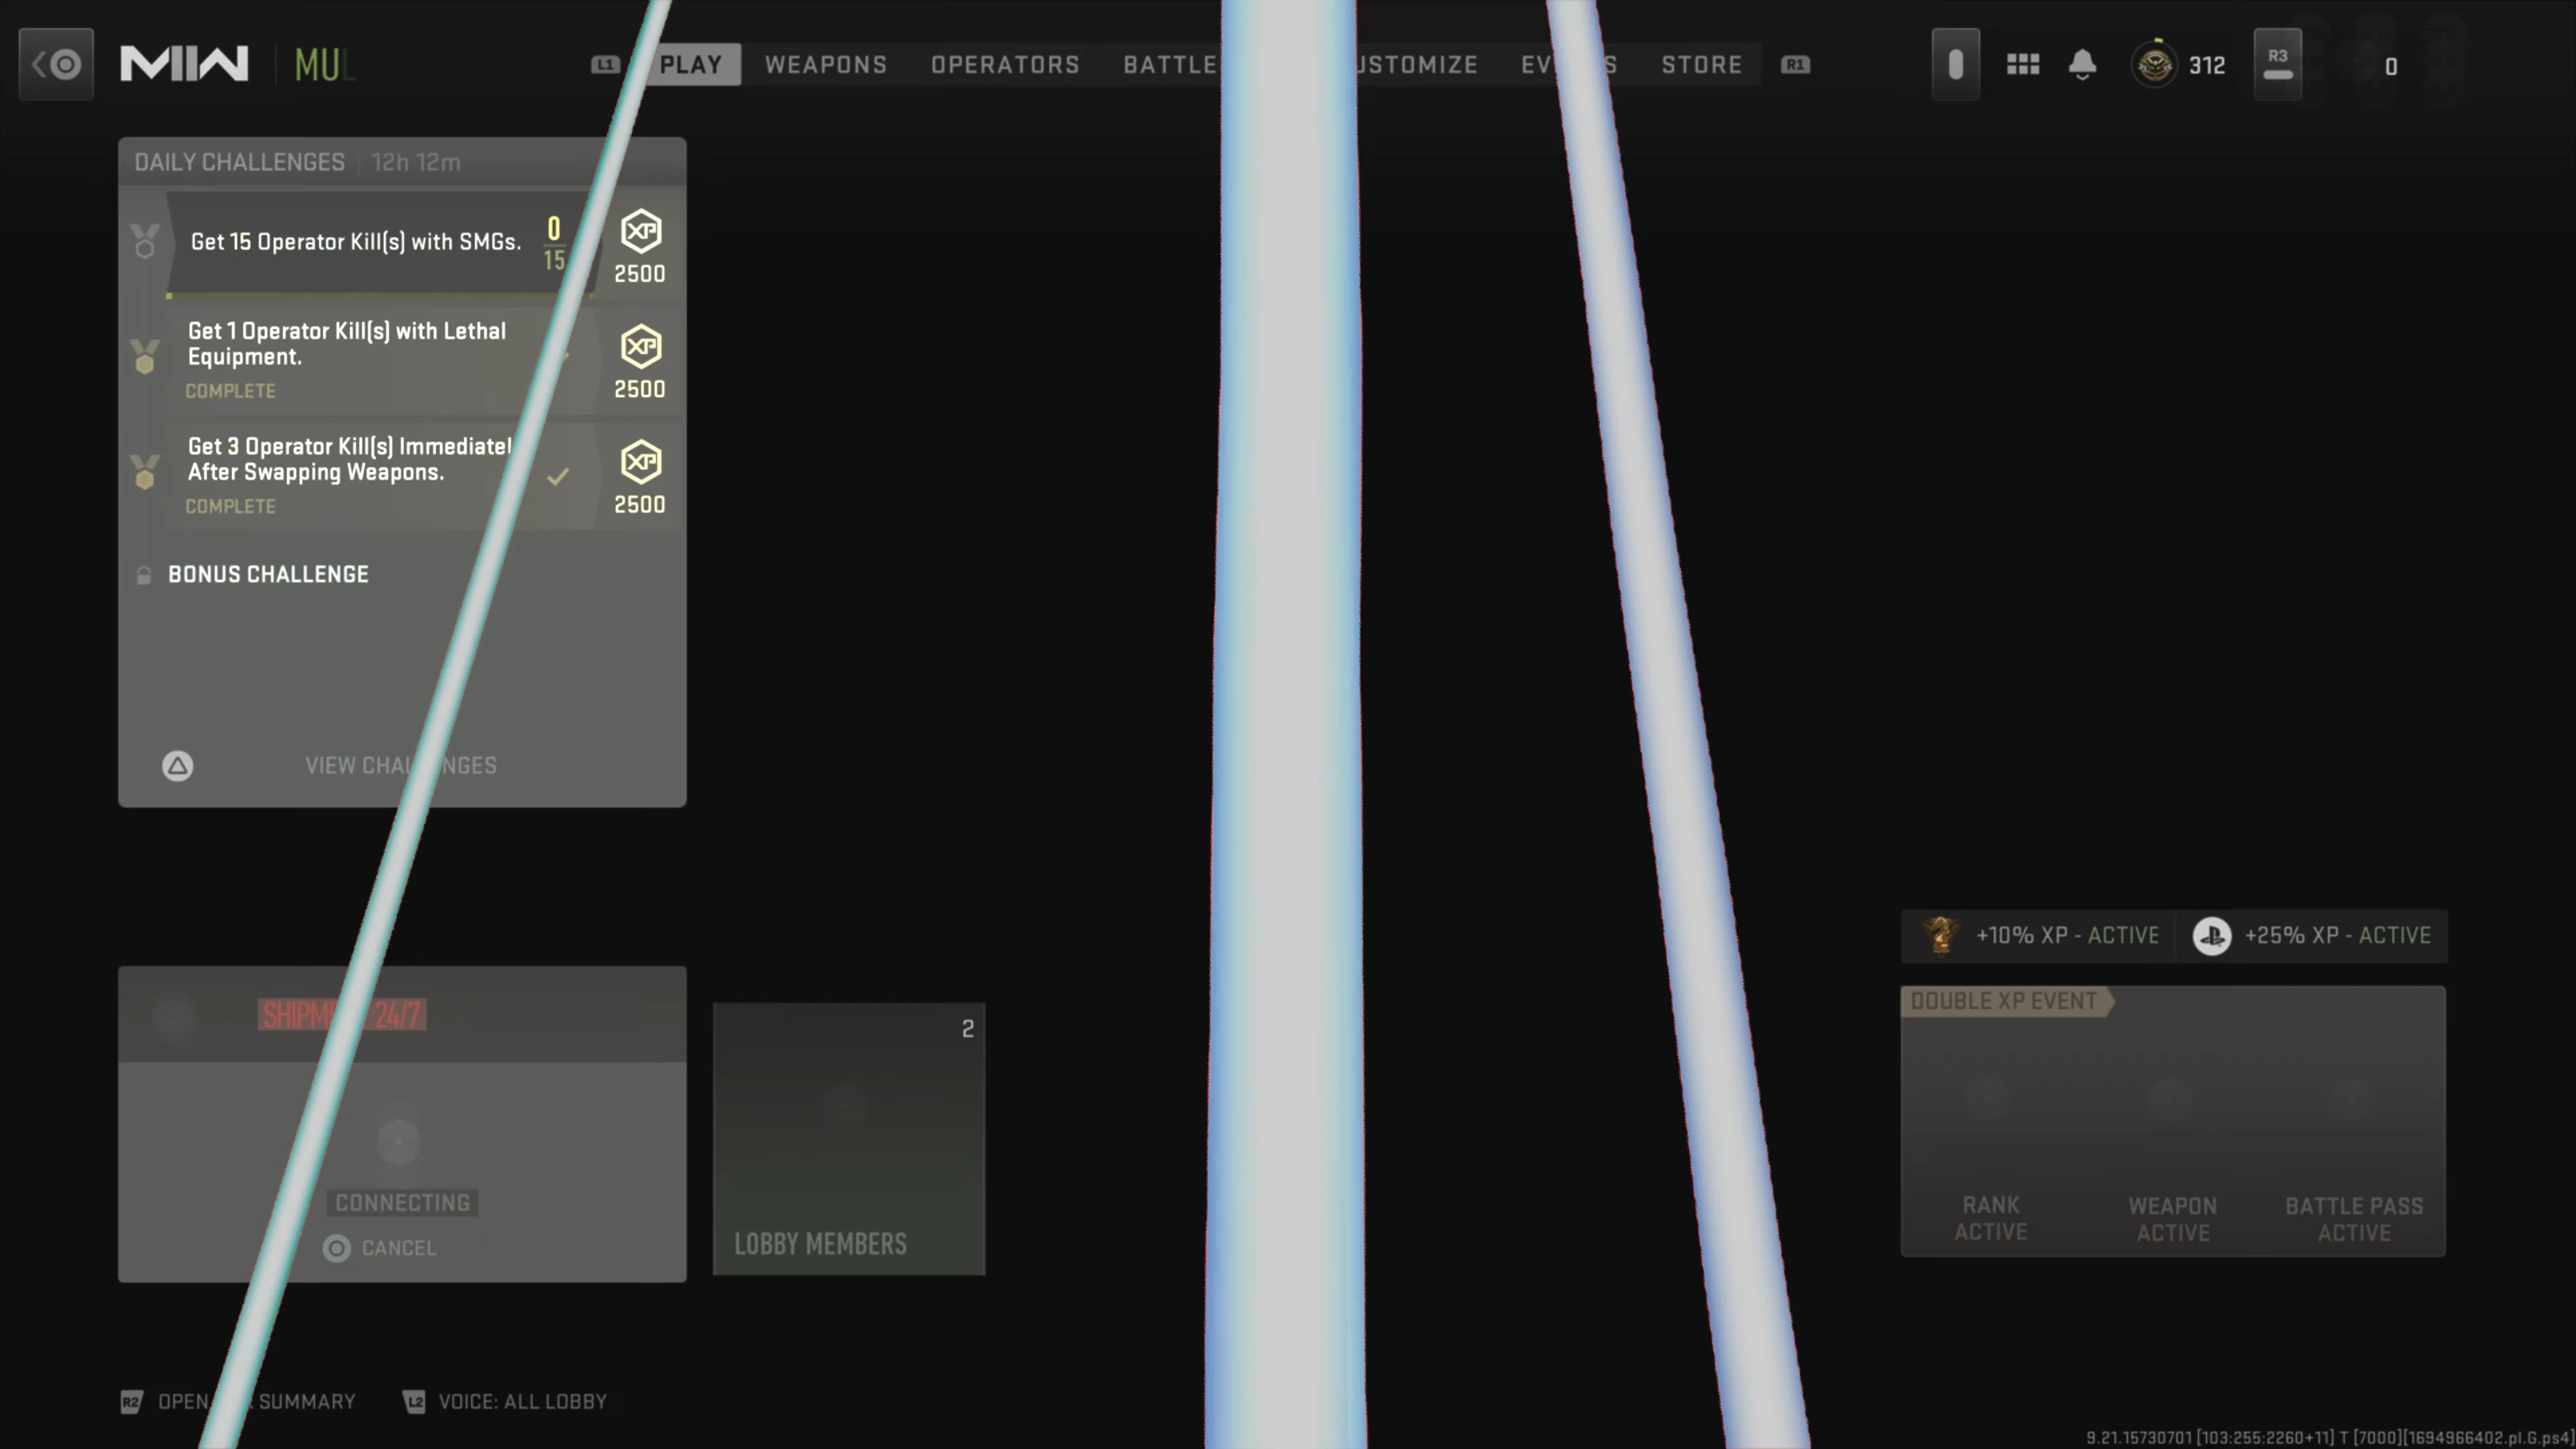 MW
MU
L1 PLAY WEAPONS OPERATORS BATTLE USTOMIZE STORE R1
312
R3
0
DAILY CHALLENGES 12h 12m
Get 15 Operator Kill(s) with SMGs.
0
15
XP
2500
Get 1 Operator Kill(s) with Lethal
Equipment.
COMPLETE
XP
2500
Get 3 Operator Kill(s) Immediatel
After Swapping Weapons.
COMPLETE
XP
2500
BONUS CHALLENGE
VIEW CHAL NGES
+10% XP - ACTIVE
+25% XP - ACTIVE
SHIPM 24/7
CONNECTING
CANCEL
2
LOBBY MEMBERS
DOUBLE XP EVENT
RANK
ACTIVE
WEAPON
ACTIVE
BATTLE PASS
ACTIVE
R2 OPEN SUMMARY
L2 VOICE: ALL LOBBY
9.21.15730701 [103:255:2260+11] T [7000][1694966402.pl.G.ps4]